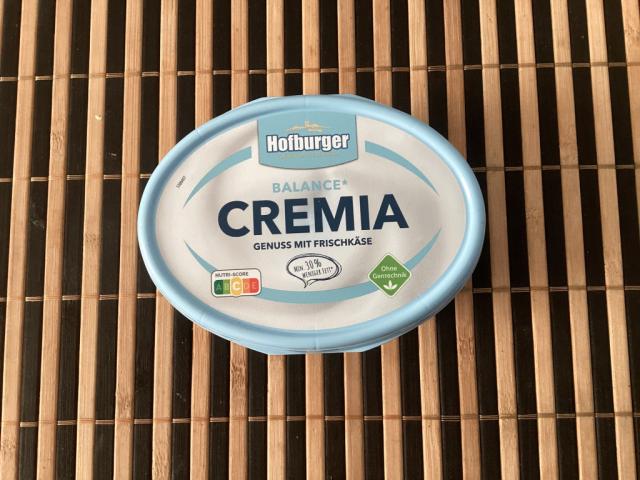 Hofburger
BALANCE*
CREMIA
GENUSS MIT FRISCHKÄSE
MIN. 30%
WENIGER FETT*
NUTRI-SCORE
A B C D E
Ohne
Gentechnik